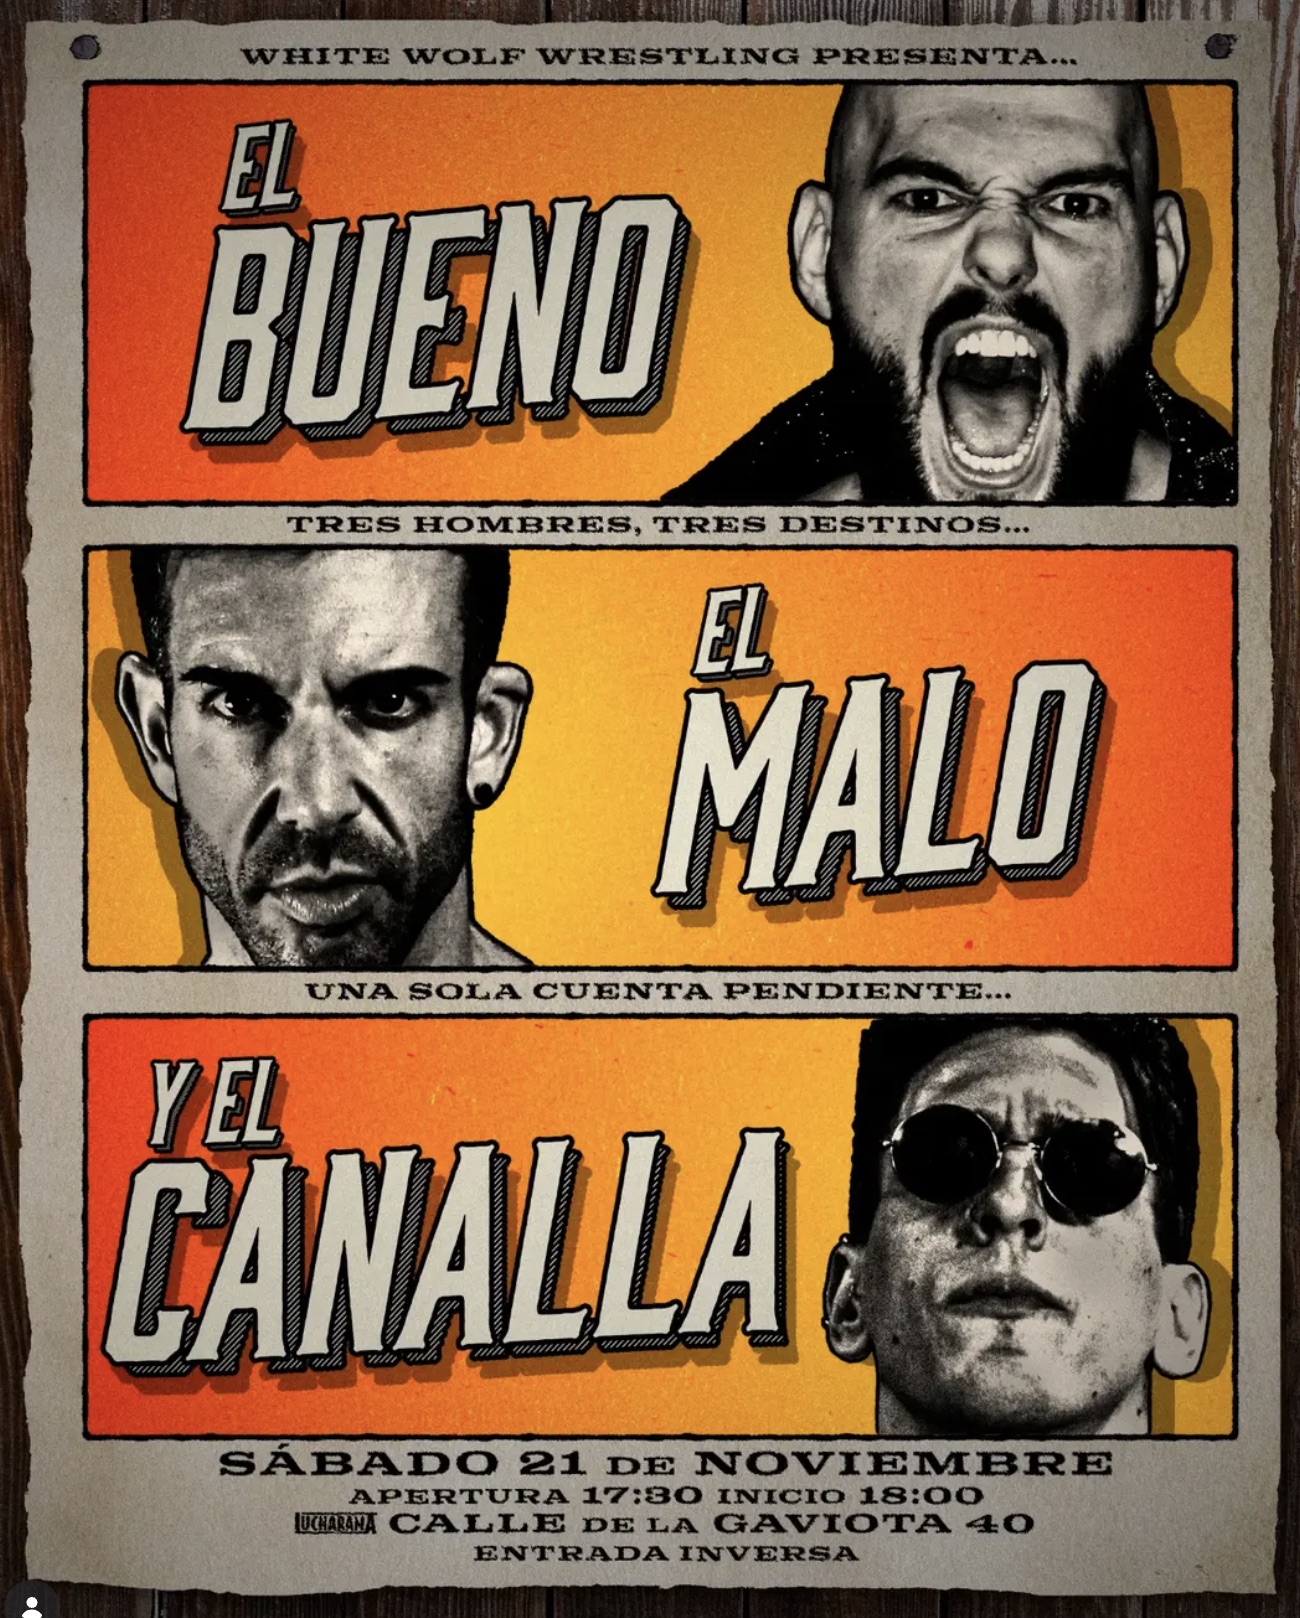 WHITE WOLF WRESTLING PRESENTA...
EL
BUENO
TRES HOMBRES, TRES DESTINOS...
EL
MALO
UNA SOLA CUENTA PENDIENTE...
Y EL
CANALLA
SÁBADO 21 DE NOVIEMBRE
APERTURA 17:30 INICIO 18:00
LUCHARANA CALLE DE LA GAVIOTA 40
ENTRADA INVERSA